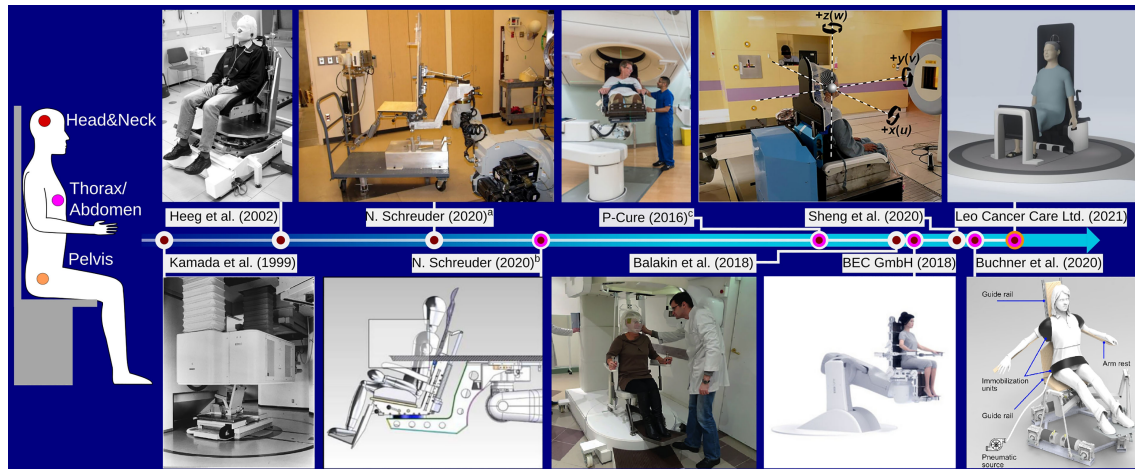 Head&Neck
Thorax/
Abdomen
Pelvis
+z(w)
+y(v)
+x(u)
Heeg et al. (2002)
N. Schreuder (2020)a
P-Cure (2016)c
Sheng et al. (2020)
Leo Cancer Care Ltd. (2021)
Kamada et al. (1999)
N. Schreuder (2020)b
Balakin et al. (2018)
BEC GmbH (2018)
Buchner et al. (2020)
Guide rail
Arm rest
Immobilization
units
Guide rail
Pneumatic
source